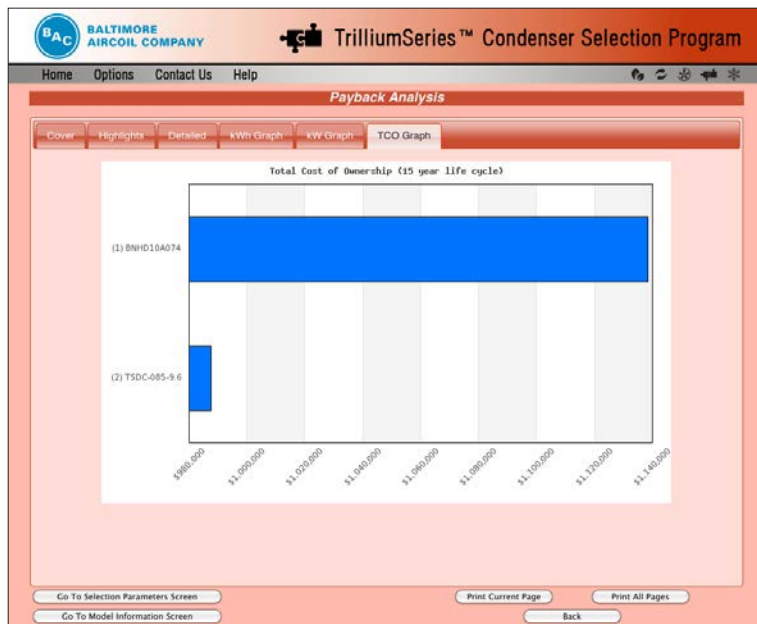 BAC
BALTIMORE
AIRCOIL COMPANY
TrilliumSeries™ Condenser Selection Program
Home Options Contact Us Help
Payback Analysis
Cover Highlights Detailed kWh Graph kW Graph TCO Graph
Total Cost of Ownership (15 year life cycle)
(1) BNHD10A074
(2) TSDC-085-9.6
$980,000 $1,000,000 $1,020,000 $1,040,000 $1,060,000 $1,080,000 $1,100,000 $1,120,000 $1,140,000
Go To Selection Parameters Screen Print Current Page Print All Pages
Go To Model Information Screen Back